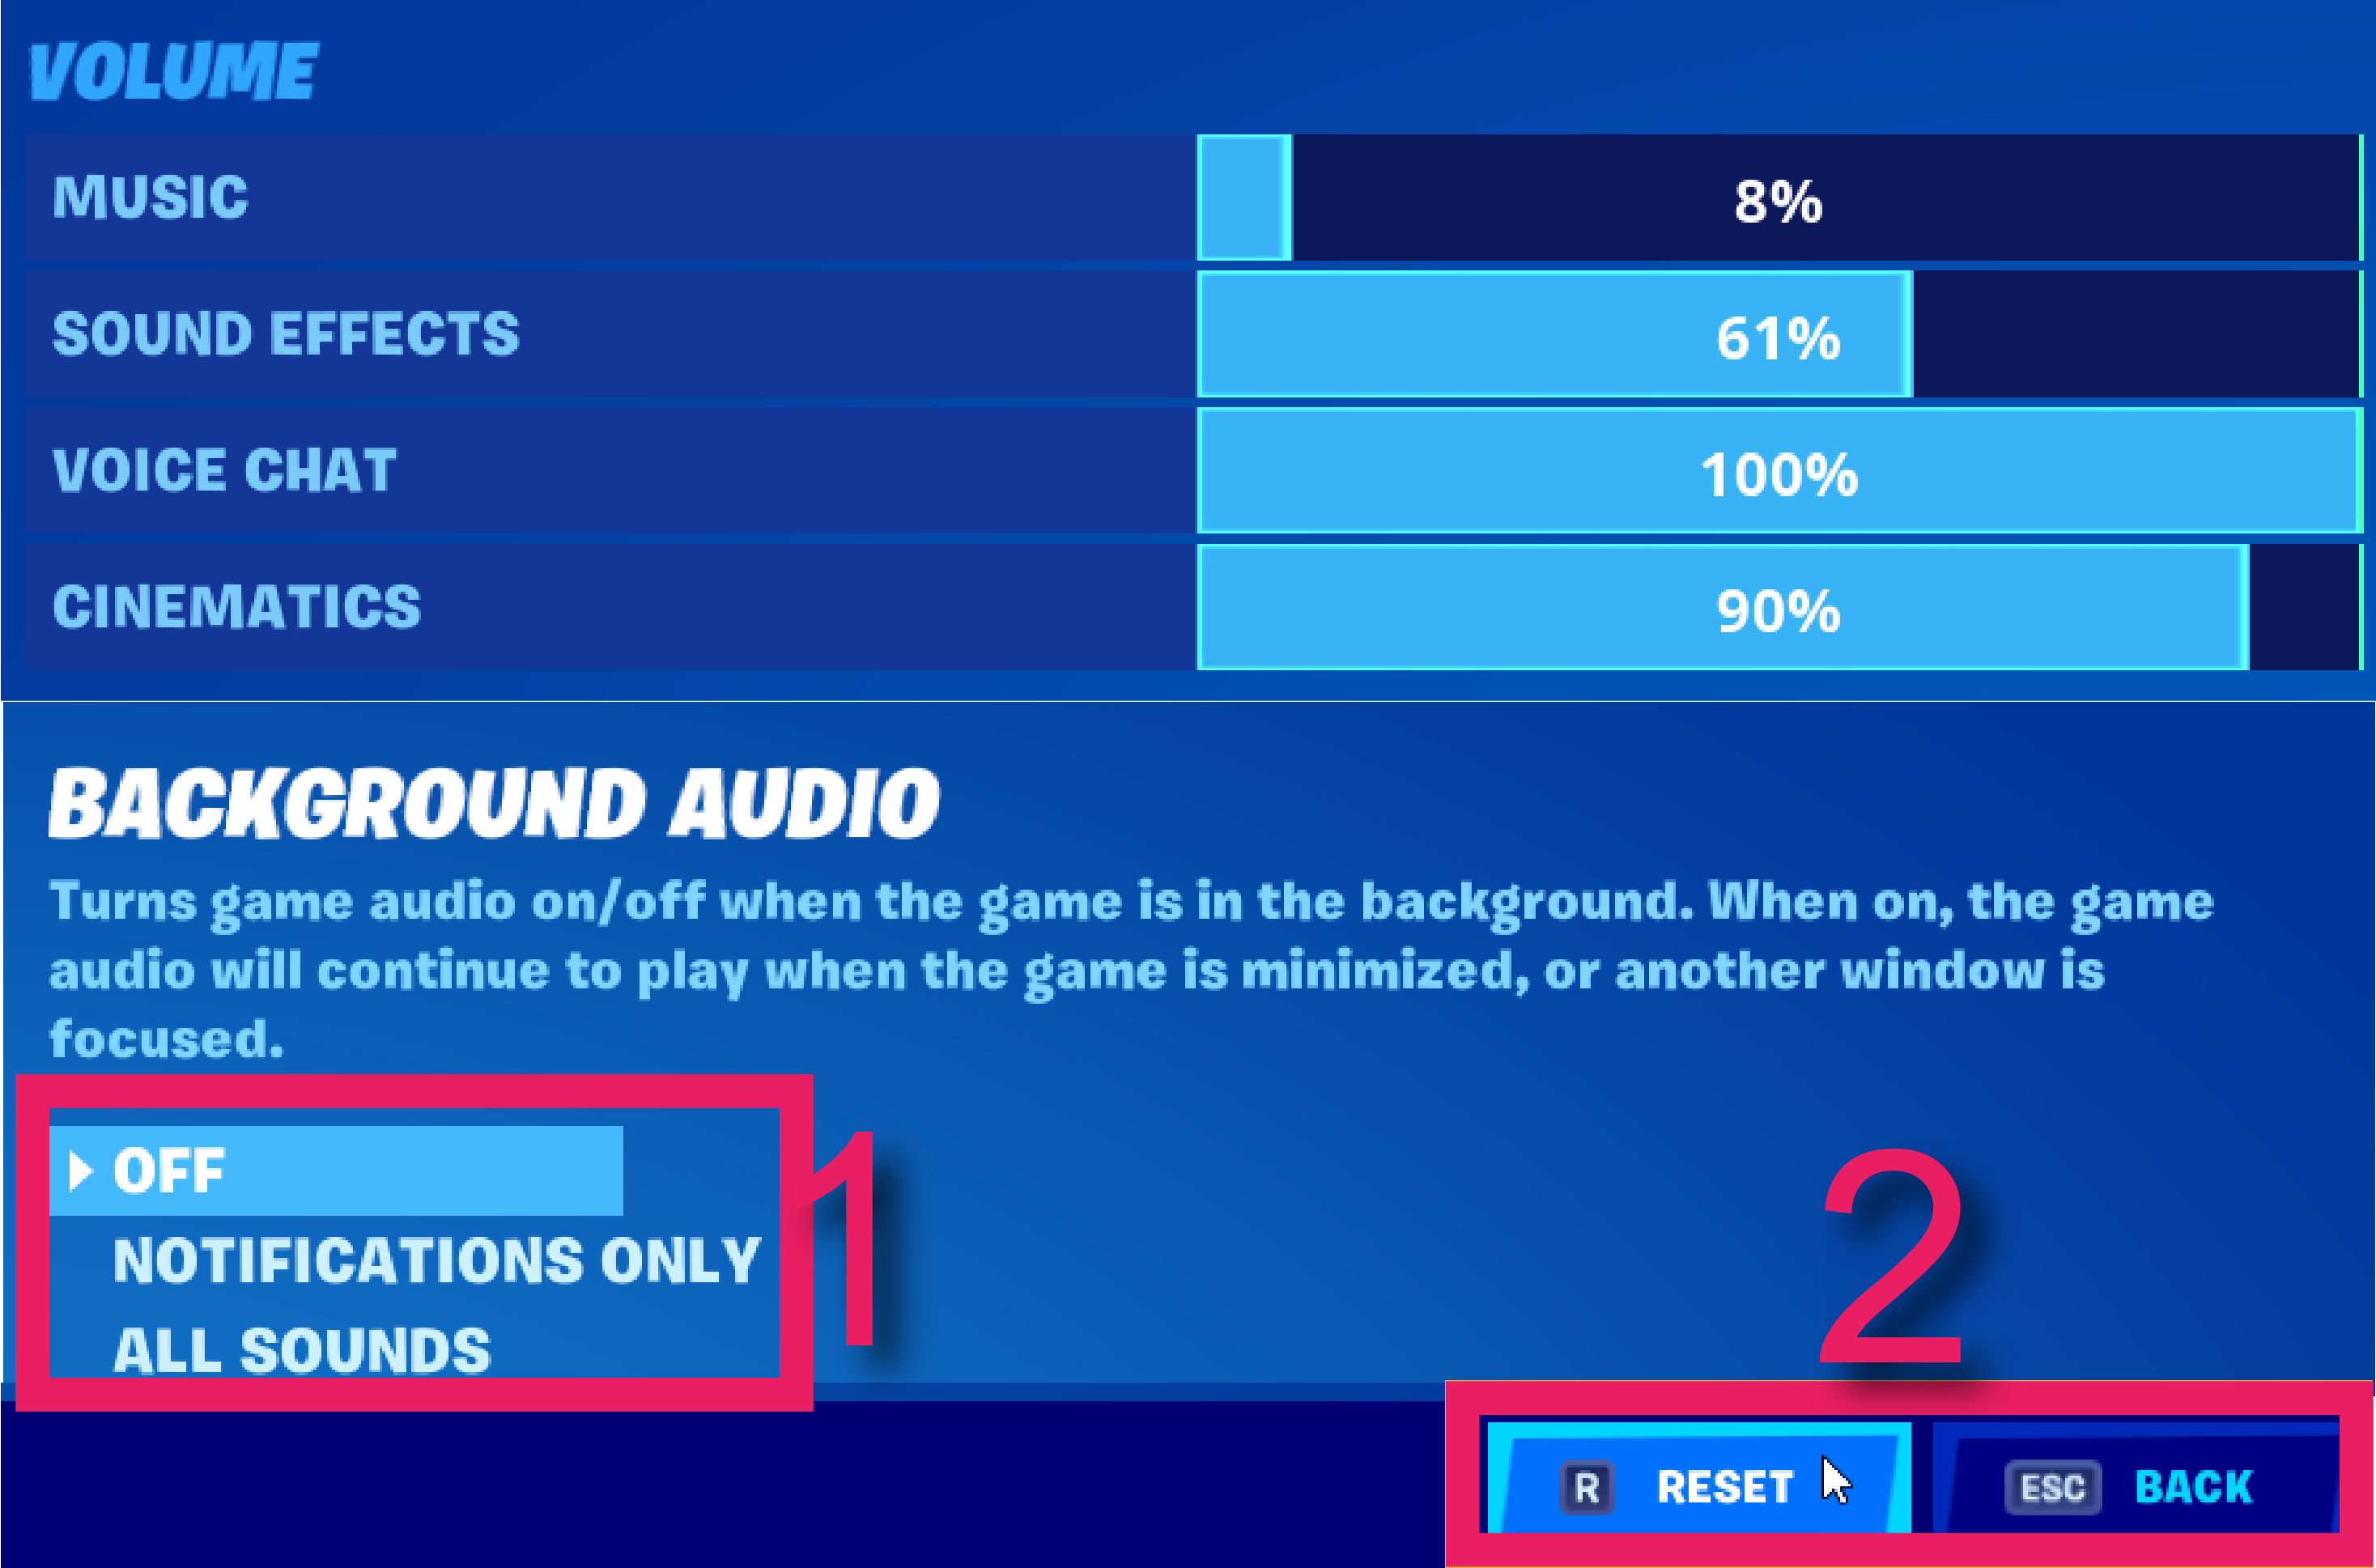 VOLUME
MUSIC 8%
SOUND EFFECTS 61%
VOICE CHAT 100%
CINEMATICS 90%
BACKGROUND AUDIO
Turns game audio on/off when the game is in the background. When on, the game
audio will continue to play when the game is minimized, or another window is
focused.
OFF
NOTIFICATIONS ONLY
ALL SOUNDS
1
2
R RESET ESC BACK